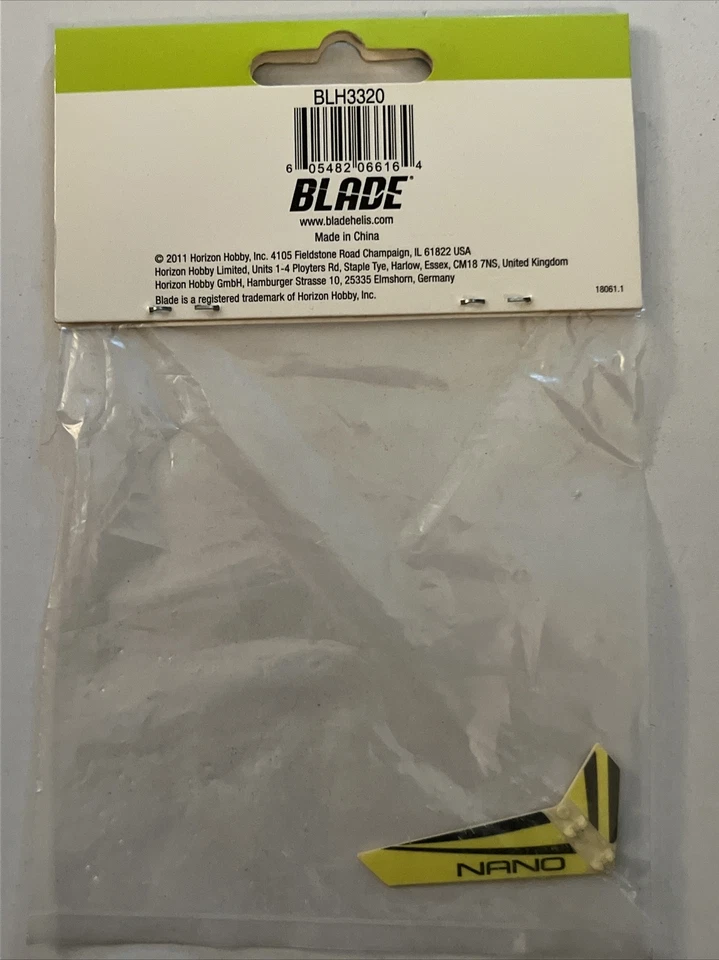 BLH3320
6 05482 06616 4
BLADE®
www.bladehelis.com
Made in China
© 2011 Horizon Hobby, Inc. 4105 Fieldstone Road Champaign, IL 61822 USA
Horizon Hobby Limited, Units 1-4 Ployters Rd, Staple Tye, Harlow, Essex, CM18 7NS, United Kingdom
Horizon Hobby GmbH, Hamburger Strasse 10, 25335 Elmshorn, Germany
Blade is a registered trademark of Horizon Hobby, Inc.
18061.1
NANO